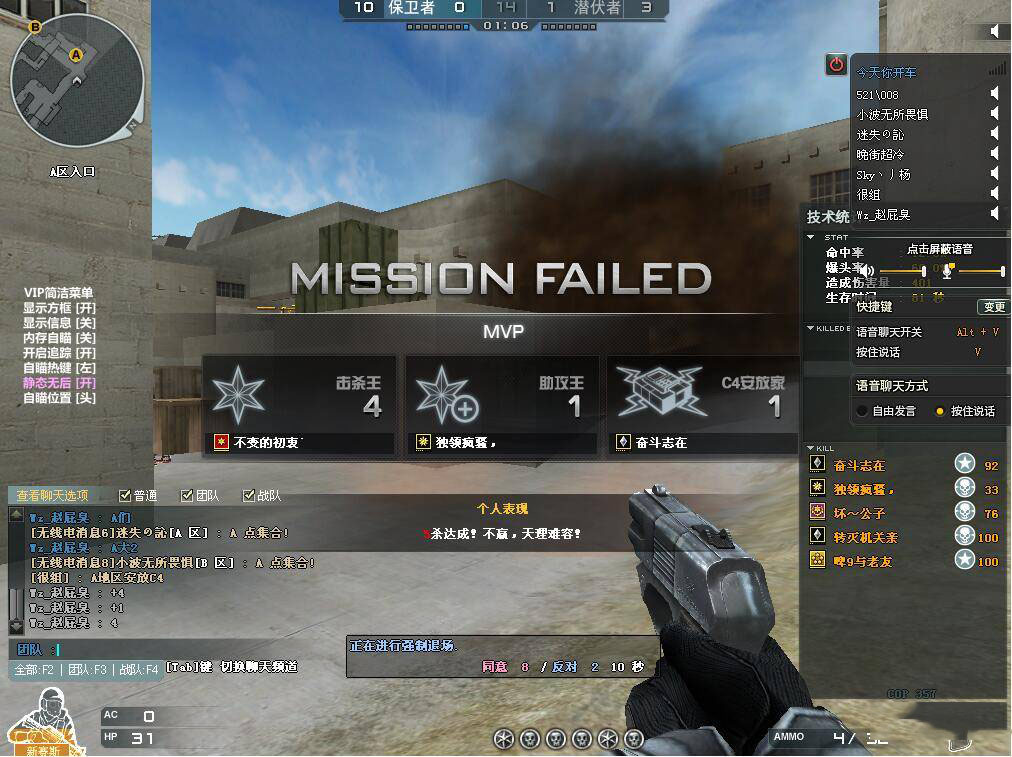 10 保卫者 0 14 1 潜伏者 3
01:06
B
A
N
A区入口
今天你开车
521\008
小波无所畏惧
迷失の訫
晚街超冷
Sky丶丿杨
很组
Wz_赵屁臭
技术统
STAT
命中率
点击屏蔽语音
爆头率
造成伤害量 401
生存时间 81 秒
快捷键 变更
KILLED B
语音聊天开关 Alt + V
按住说话 V
语音聊天方式
自由发言 按住说话
VIP简洁菜单
显示方框 [开]
显示信息 [关]
内存自瞄 [关]
开启追踪 [开]
自瞄热键 [左]
静态无后 [开]
自瞄位置 [头]
MISSION FAILED
MVP
击杀王
4
不变的初衷
助攻王
1
独领疯骚,
C4安放家
1
奋斗志在
KILL
奋斗志在 92
独领疯骚, 33
坏～公子 76
转灭机关亲 100
啤9与老友 100
个人表现
5杀达成! 不赢,天理难容!
查看聊天选项 普通 团队 战队
Wz_赵屁臭 : A们
[无线电消息6]迷失の訫[A 区] : A 点集合!
Wz_赵屁臭 : A大2
[无线电消息8]小波无所畏惧[B 区] : A 点集合!
[很组] : A地区安放C4
Wz_赵屁臭 : +4
Wz_赵屁臭 : +1
Wz_赵屁臭 : 4
团队 :
全部:F2 | 团队:F3 | 战队:F4 [Tab]键 切换聊天频道
正在进行强制退场。
同意 8 / 反对 2 10 秒
COP 357
新赛斯
AC 0
HP 31
AMMO 4/